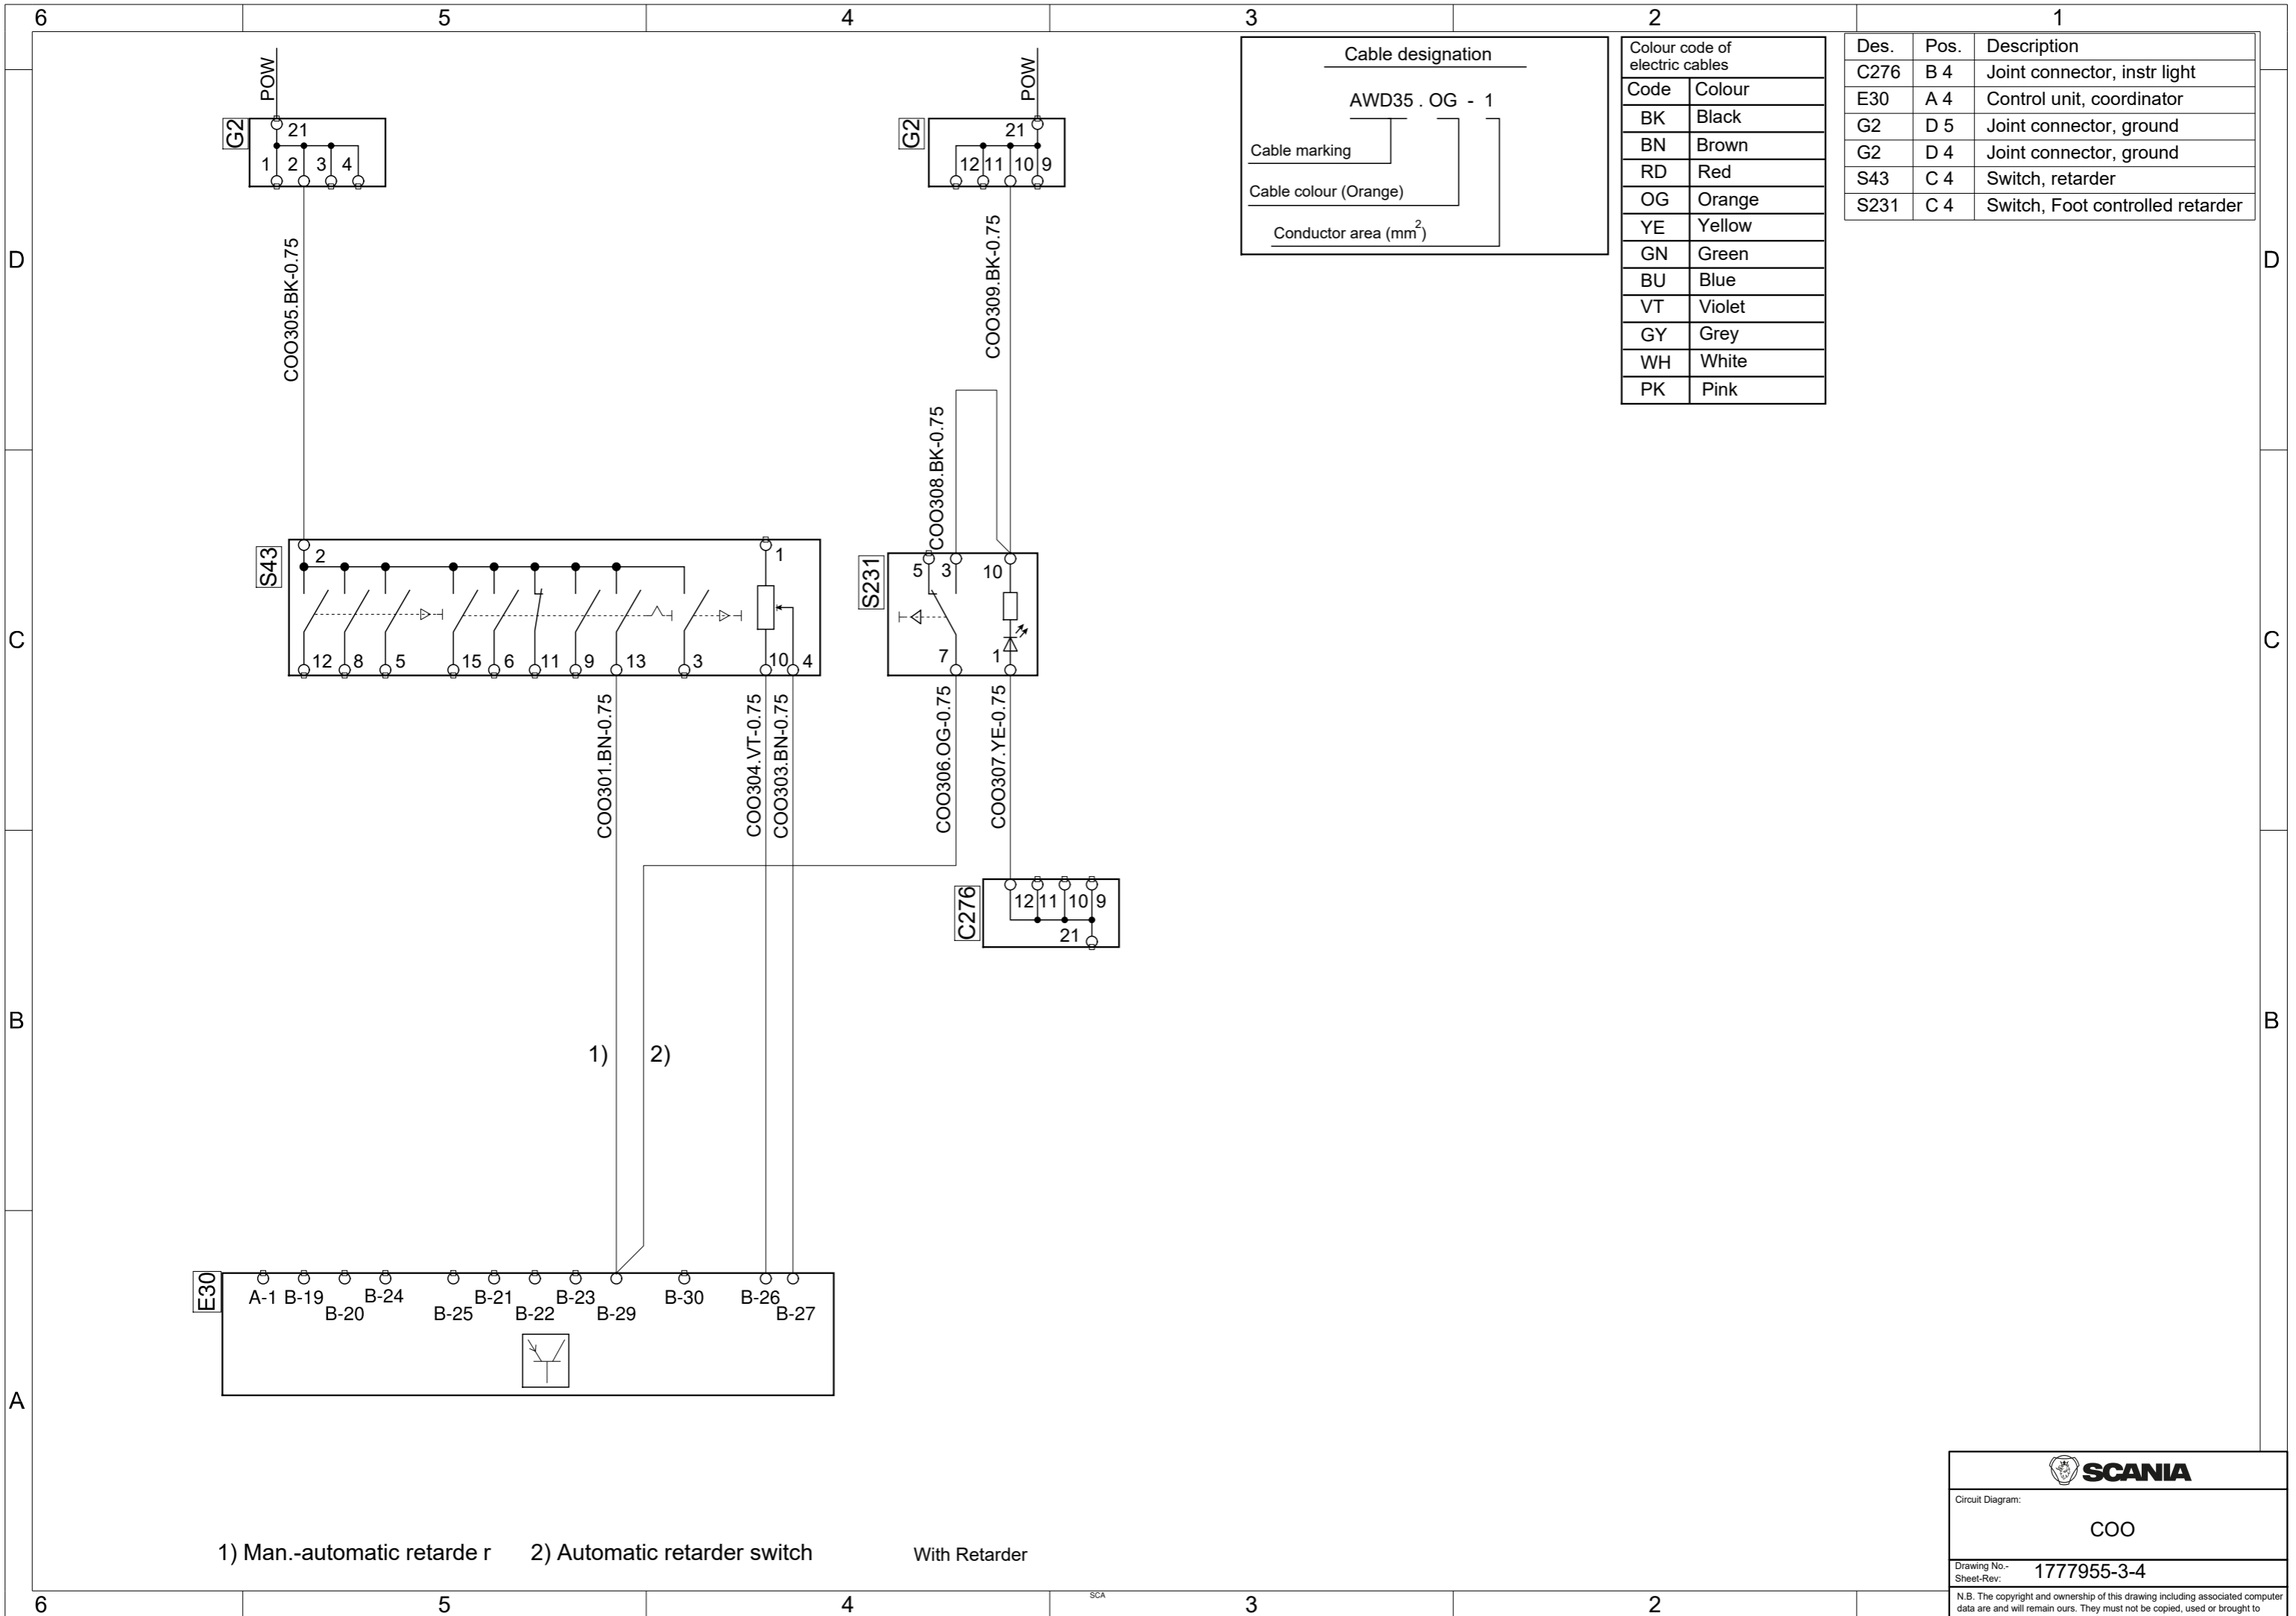 6 5 4 3 2 1
POW
G2
21
1 2 3 4
COO305.BK-0.75
POW
G2
21
12 11 10 9
COO309.BK-0.75
COO308.BK-0.75
Cable designation
AWD35 . OG - 1
Cable marking
Cable colour (Orange)
Conductor area (mm2)
Colour code of
electric cables
Code Colour
BK Black
BN Brown
RD Red
OG Orange
YE Yellow
GN Green
BU Blue
VT Violet
GY Grey
WH White
PK Pink
Des. Pos. Description
C276 B 4 Joint connector, instr light
E30 A 4 Control unit, coordinator
G2 D 5 Joint connector, ground
G2 D 4 Joint connector, ground
S43 C 4 Switch, retarder
S231 C 4 Switch, Foot controlled retarder
D D
S43
2 1
12 8 5 15 6 11 9 13 3 10 4
S231
5 3 10
7 1
C C
COO301.BN-0.75
COO304.VT-0.75
COO303.BN-0.75
COO306.OG-0.75
COO307.YE-0.75
C276
12 11 10 9
21
B B
1) 2)
E30
A-1 B-19 B-20 B-24 B-25 B-21 B-22 B-23 B-29 B-30 B-26 B-27
A
1) Man.-automatic retarde r 2) Automatic retarder switch With Retarder
SCANIA
Circuit Diagram:
COO
Drawing No.-
Sheet-Rev: 1777955-3-4
N.B. The copyright and ownership of this drawing including associated computer
data are and will remain ours. They must not be copied, used or brought to
6 5 4 SCA 3 2